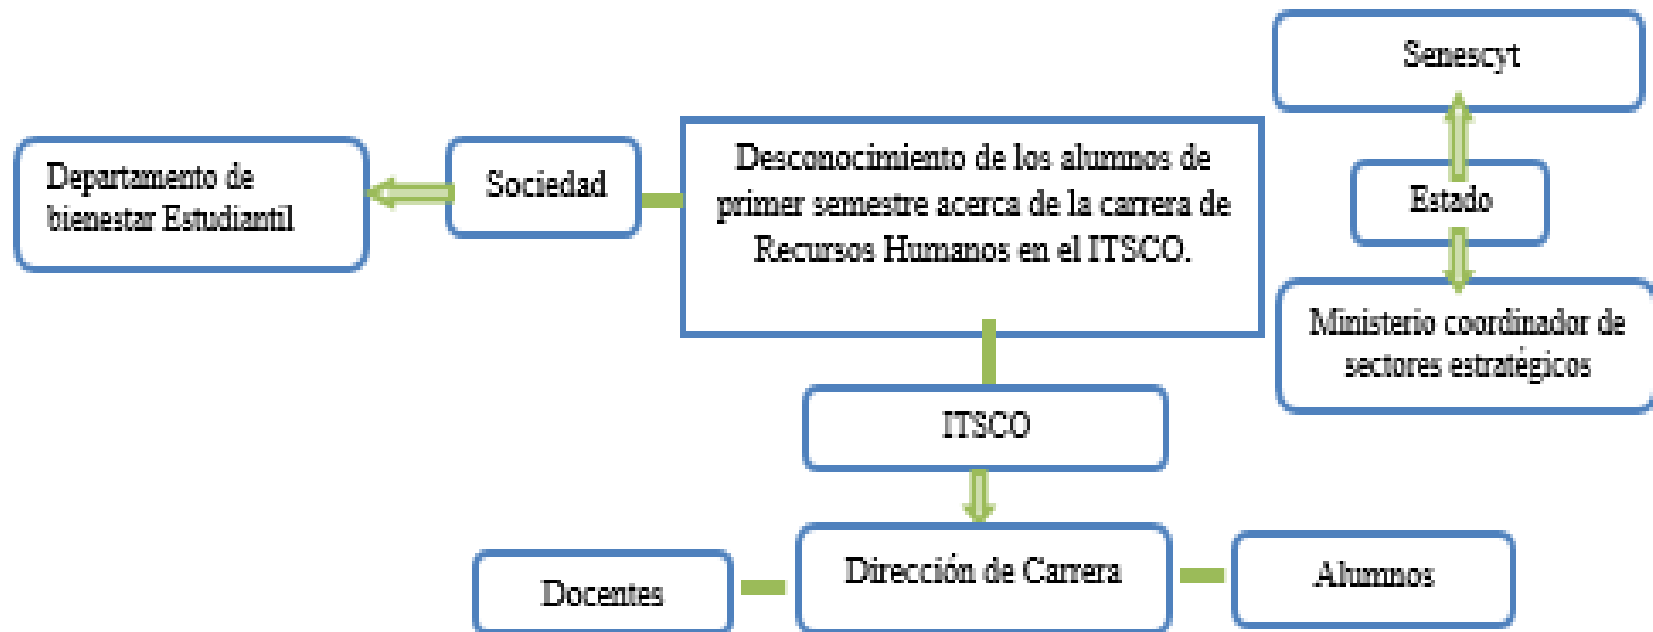 Senescyt
Departamento de
bienestar Estudiantil
Sociedad
Desconocimiento de los alumnos de
primer semestre acerca de la carrera de
Recursos Humanos en el ITSCO.
Estado
Ministerio coordinador de
sectores estratégicos
ITSCO
Docentes
Dirección de Carrera
Alumnos